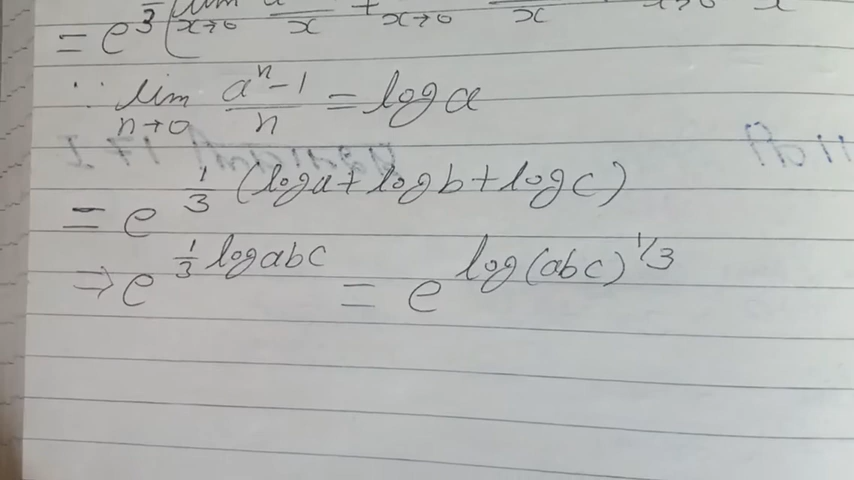 = e^{1/3 (lim x→0 x + x→0 x x→0 x
∵ lim n→0 (a^n - 1)/n = log a
= e^{1/3 (log a + log b + log c)}
⇒ e^{1/3 log abc} = e^{log (abc)^{1/3}}